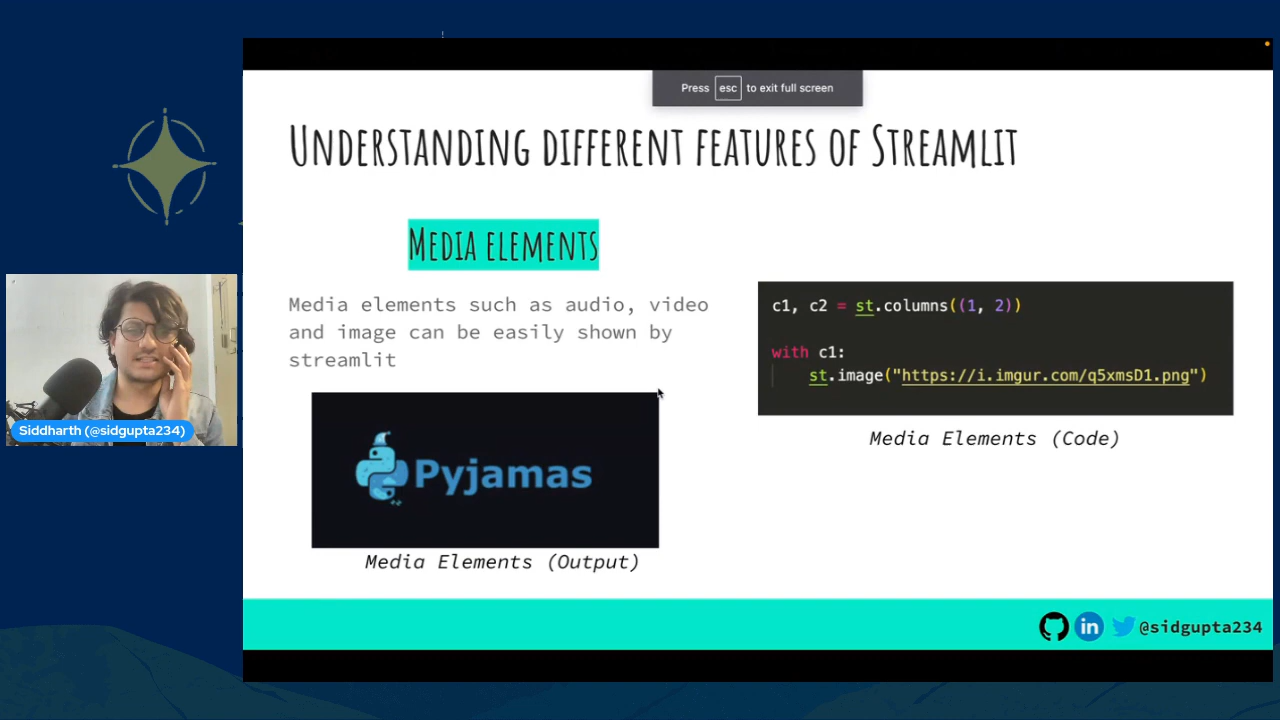 Press esc to exit full screen
Understanding different features of Streamlit
Media elements
Media elements such as audio, video
and image can be easily shown by
streamlit
Pyjamas
Media Elements (Output)
c1, c2 = st.columns((1, 2))
with c1:
st.image("https://i.imgur.com/q5xmsD1.png")
Media Elements (Code)
Siddharth (@sidgupta234)
in
@sidgupta234